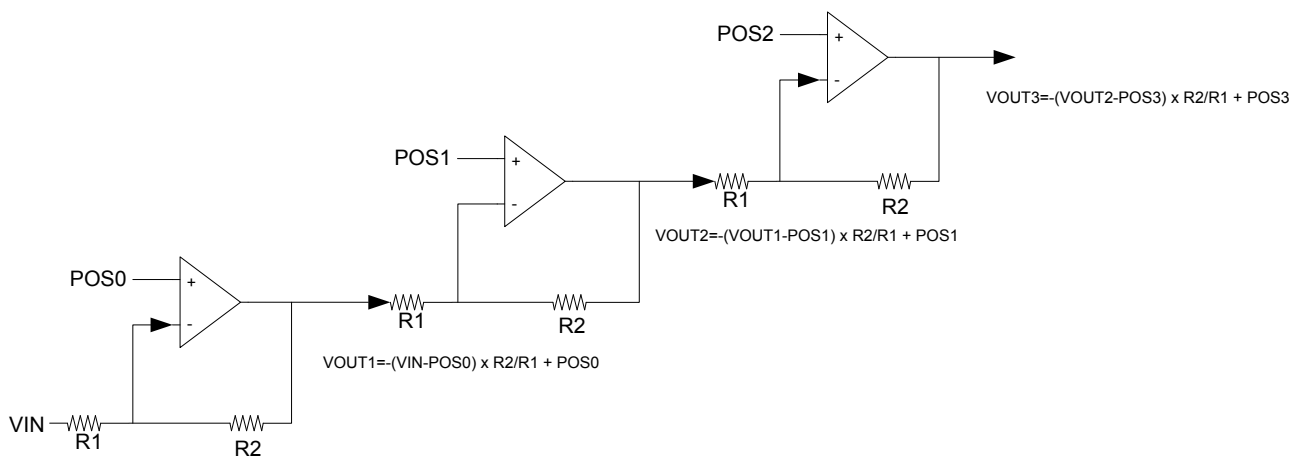 POS2
+
-
VOUT3=-(VOUT2-POS3) x R2/R1 + POS3
POS1
+
-
R1
R2
VOUT2=-(VOUT1-POS1) x R2/R1 + POS1
POS0
+
-
R1
R2
VOUT1=-(VIN-POS0) x R2/R1 + POS0
VIN
R1
R2